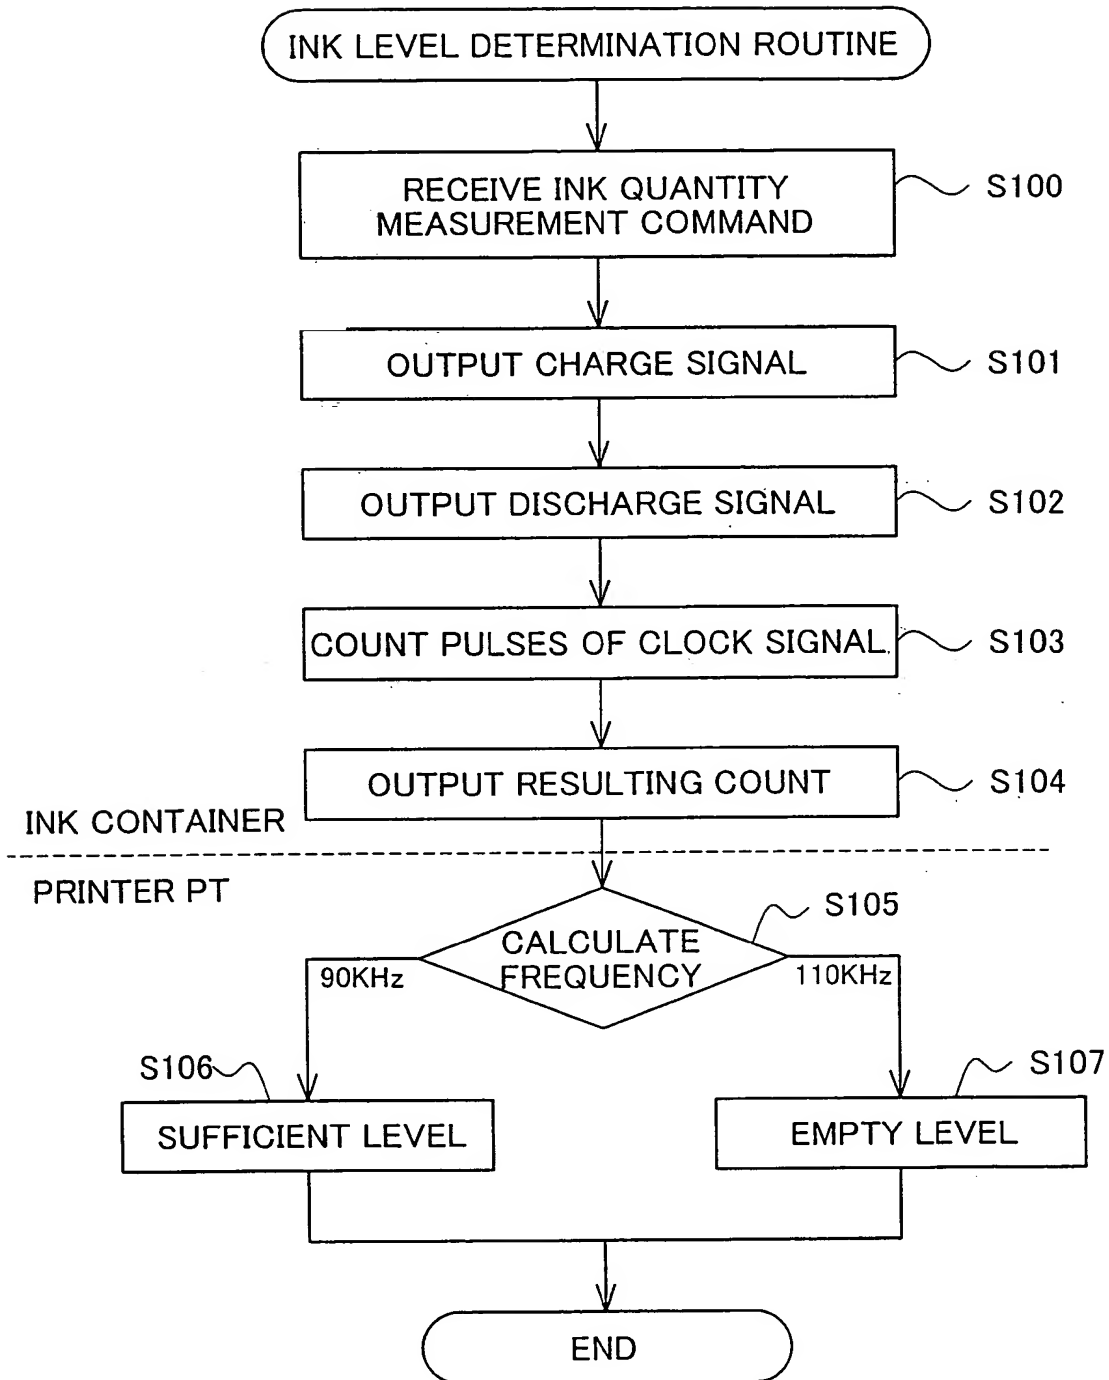 INK LEVEL DETERMINATION ROUTINE
RECEIVE INK QUANTITY
MEASUREMENT COMMAND
S100
OUTPUT CHARGE SIGNAL
S101
OUTPUT DISCHARGE SIGNAL
S102
COUNT PULSES OF CLOCK SIGNAL
S103
OUTPUT RESULTING COUNT
S104
INK CONTAINER
PRINTER PT
S105
CALCULATE
FREQUENCY
90KHz
110KHz
S106
SUFFICIENT LEVEL
S107
EMPTY LEVEL
END